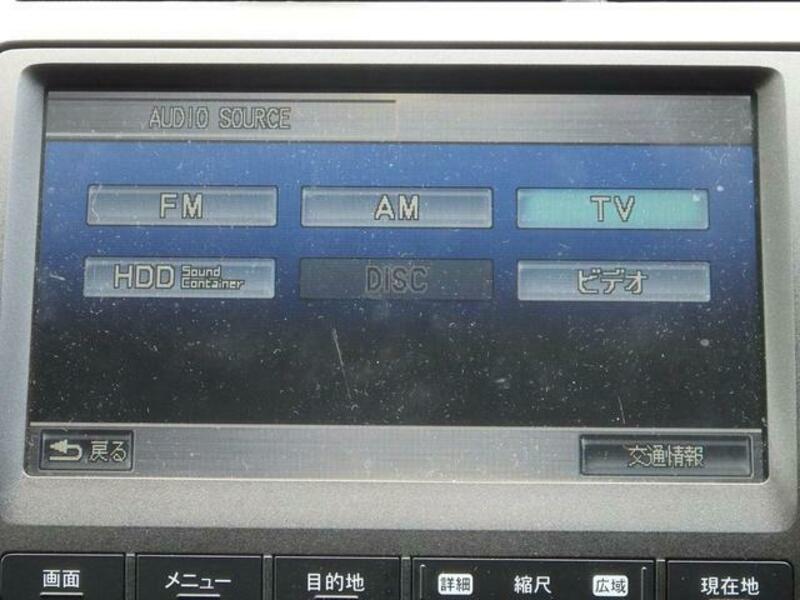 AUDIO SOURCE
FM AM TV
HDD Sound Container DISC ビデオ
戻る 交通情報
画面 メニュー 目的地 詳細 縮尺 広域 現在地